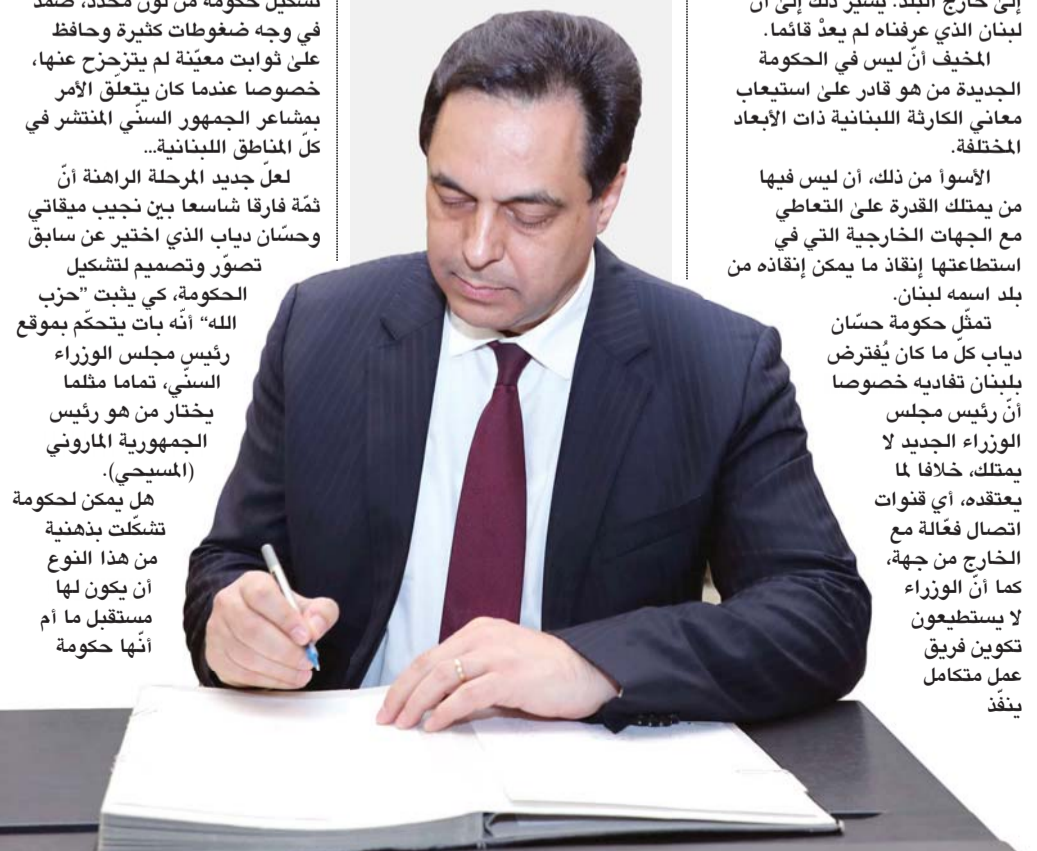 إلى خارج البلد. يشير ذلك إلى أن
لبنان الذي عرفناه لم يعدْ قائما.
المخيف أنّ ليس في الحكومة
الجديدة من هو قادر على استيعاب
معاني الكارثة اللبنانية ذات الأبعاد
المختلفة.
الأسوأ من ذلك، أن ليس فيها
من يمتلك القدرة على التعاطي
مع الجهات الخارجية التي في
استطاعتها إنقاذ ما يمكن إنقاذه من
بلد اسمه لبنان.
تمثّل حكومة حسّان
دياب كلّ ما كان يُفترض
بلبنان تفاديه خصوصا
أنّ رئيس مجلس
الوزراء الجديد لا
يمتلك، خلافا لما
يعتقده، أي قنوات
اتصال فعّالة مع
الخارج من جهة،
كما أنّ الوزراء
لا يستطيعون
تكوين فريق
عمل متكامل
ينفّذ
تشكيل حكومة من لون محدد، صمد
في وجه ضغوطات كثيرة وحافظ
على ثوابت معيّنة لم يتزحزح عنها،
خصوصا عندما كان يتعلّق الأمر
بمشاعر الجمهور السنّي المنتشر في
كلّ المناطق اللبنانية...
لعلّ جديد المرحلة الراهنة أنّ
ثمّة فارقا شاسعا بين نجيب ميقاتي
وحسّان دياب الذي اختير عن سابق
تصوّر وتصميم لتشكيل
الحكومة، كي يثبت ”حزب
الله“ أنّه بات يتحكّم بموقع
رئيس مجلس الوزراء
السنّي، تماما مثلما
يختار من هو رئيس
الجمهورية الماروني
(المسيحي).
هل يمكن لحكومة
تشكّلت بذهنية
من هذا النوع
أن يكون لها
مستقبل ما أم
أنّها حكومة